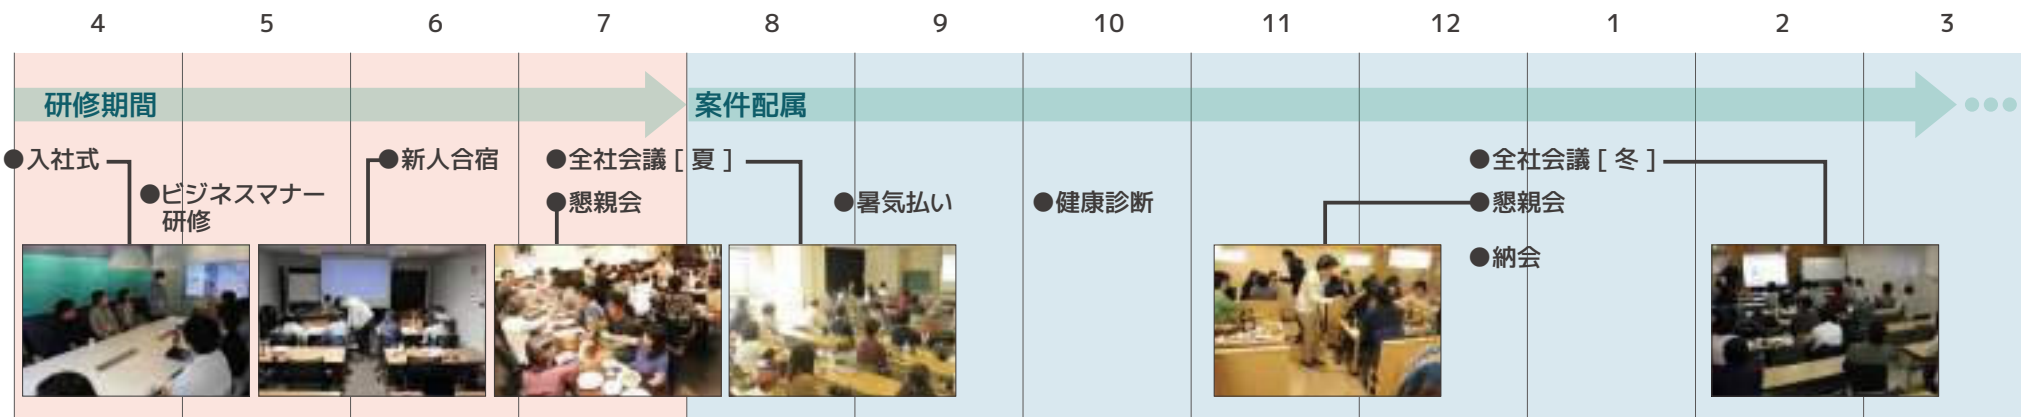 4 5 6 7 8 9 10 11 12 1 2 3
研修期間 案件配属
●入社式 ●新人合宿 ●全社会議 [ 夏 ] ●全社会議 [ 冬 ]
●ビジネスマナー
研修
●懇親会 ●暑気払い ●健康診断 ●懇親会
●納会